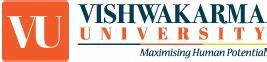 VU
VISHWAKARMA
UNIVERSITY
Maximising Human Potential